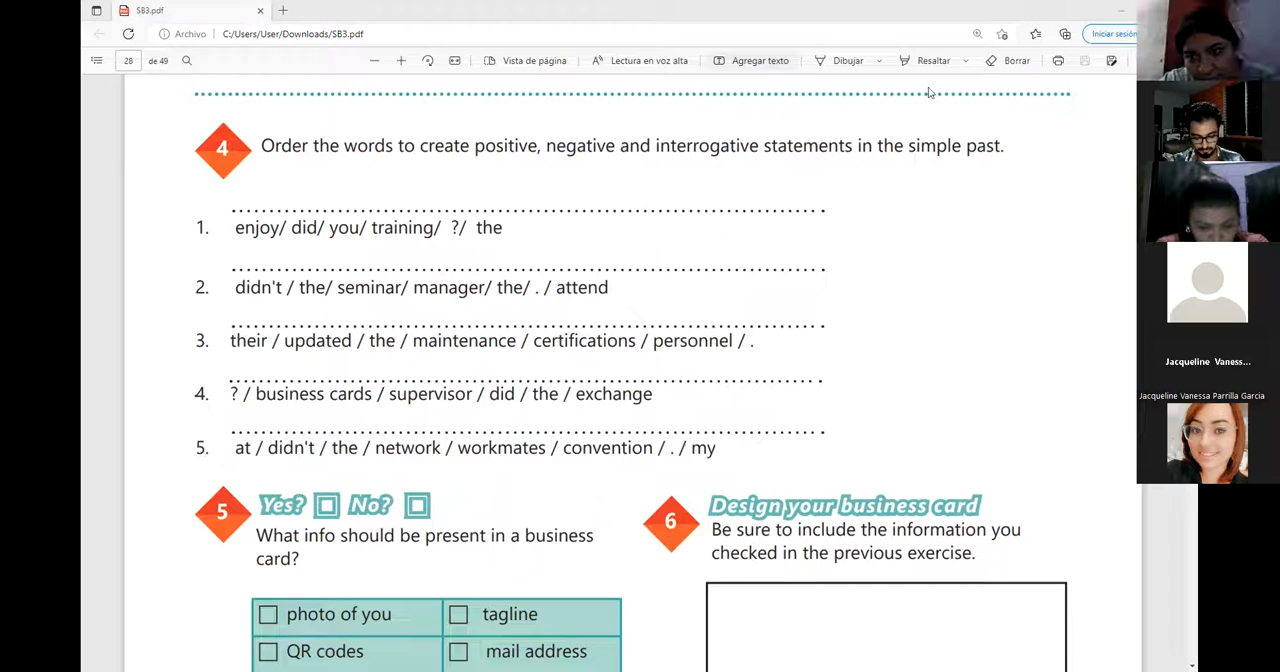 SB3.pdf
Archivo | C:/Users/User/Downloads/SB3.pdf
Iniciar sesión
28 de 49
Vista de página
Lectura en voz alta
Agregar texto
Dibujar
Resaltar
Borrar
4 Order the words to create positive, negative and interrogative statements in the simple past.
1. enjoy/ did/ you/ training/ ?/ the
2. didn't / the/ seminar/ manager/ the/ . / attend
3. their / updated / the / maintenance / certifications / personnel / .
4. ? / business cards / supervisor / did / the / exchange
5. at / didn't / the / network / workmates / convention / . / my
5 Yes? No?
What info should be present in a business
card?
photo of you
tagline
QR codes
mail address
6 Design your business card
Be sure to include the information you
checked in the previous exercise.
Jacqueline Vaness...
Jacqueline Vanessa Parrilla Garcia